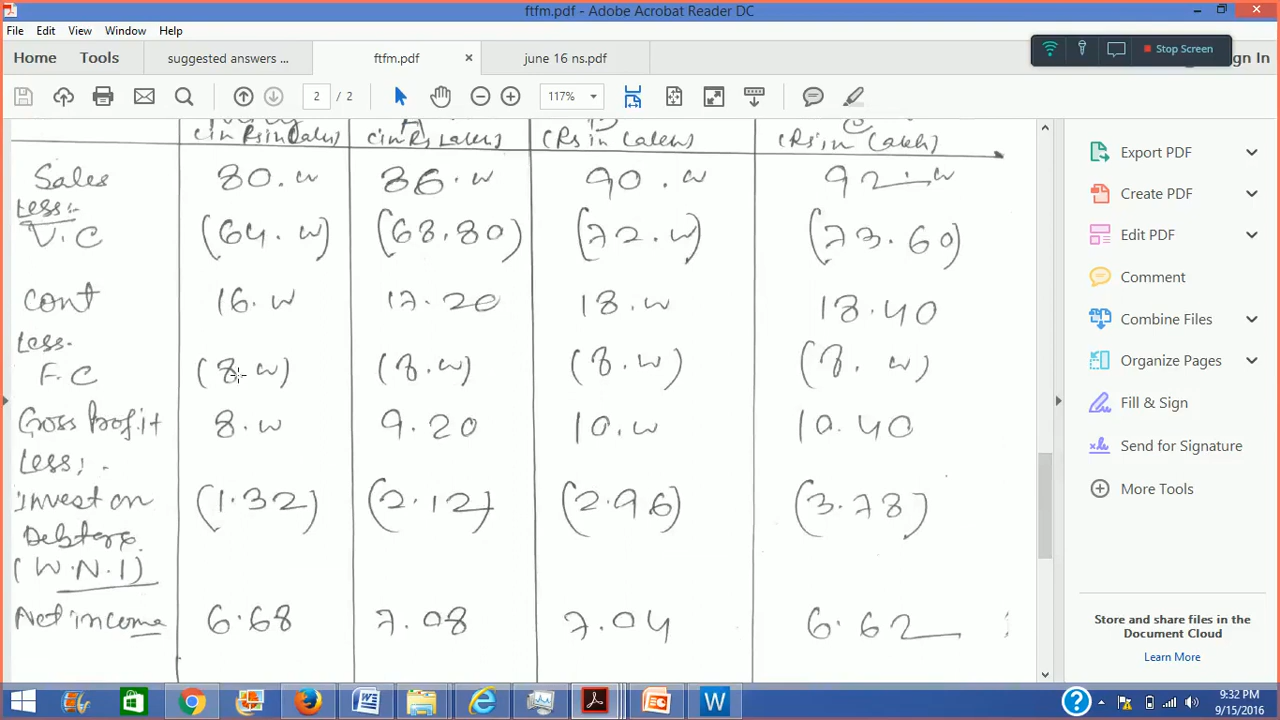 ftfm.pdf - Adobe Acrobat Reader DC
File Edit View Window Help
Stop Screen
Home Tools suggested answers ... ftfm.pdf × june 16 ns.pdf Sign In
2 / 2 117%
(in Rs in Lakhs) (in Rs Lakhs) (Rs in Lakhs) (Rs in Lakh)
Sales 80.00 86.00 90.00 92.00
Less:-
V.C (64.00) (68.80) (72.00) (73.60)
Cont 16.00 17.20 18.00 18.40
Less.
F.C (8.00) (8.00) (8.00) (8.00)
Gross Profit 8.00 9.20 10.00 10.40
Less;
Invest on (1.32) (2.12) (2.96) (3.78)
Debtors
(W.N.1)
Net income 6.68 7.08 7.04 6.62
Export PDF
Create PDF
Edit PDF
Comment
Combine Files
Organize Pages
Fill & Sign
Send for Signature
More Tools
Store and share files in the
Document Cloud
Learn More
9:32 PM
9/15/2016